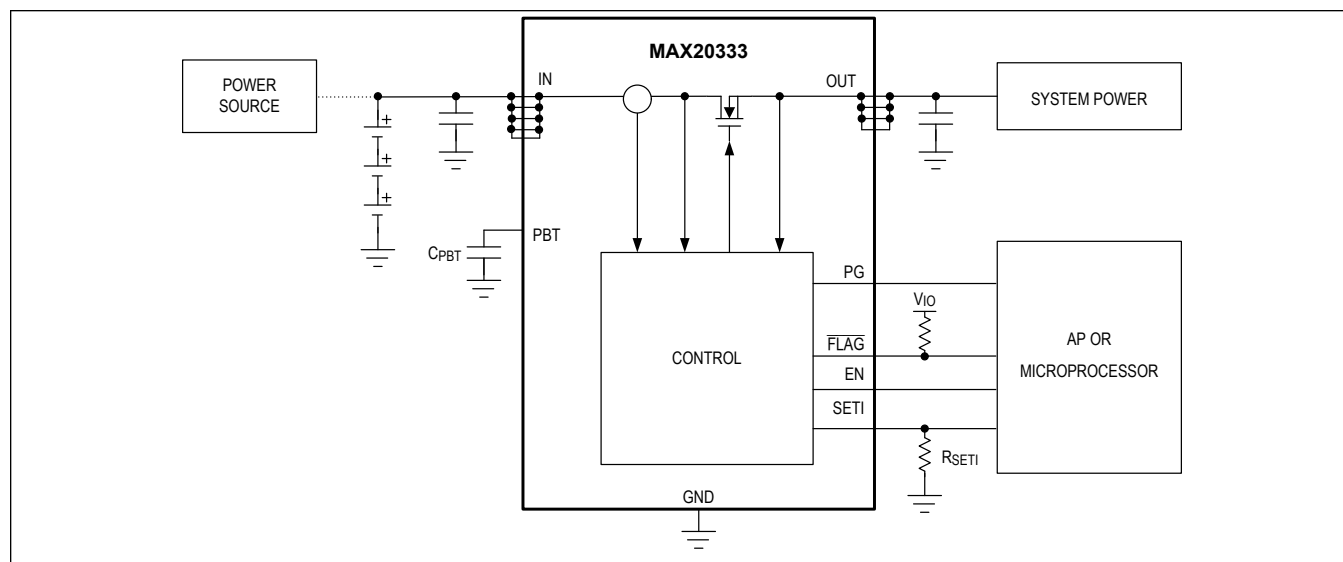 MAX20333
POWER
SOURCE
IN
OUT
SYSTEM POWER
+
+
+
PBT
CPBT
PG
VIO
FLAG
EN
SETI
CONTROL
AP OR
MICROPROCESSOR
RSETI
GND